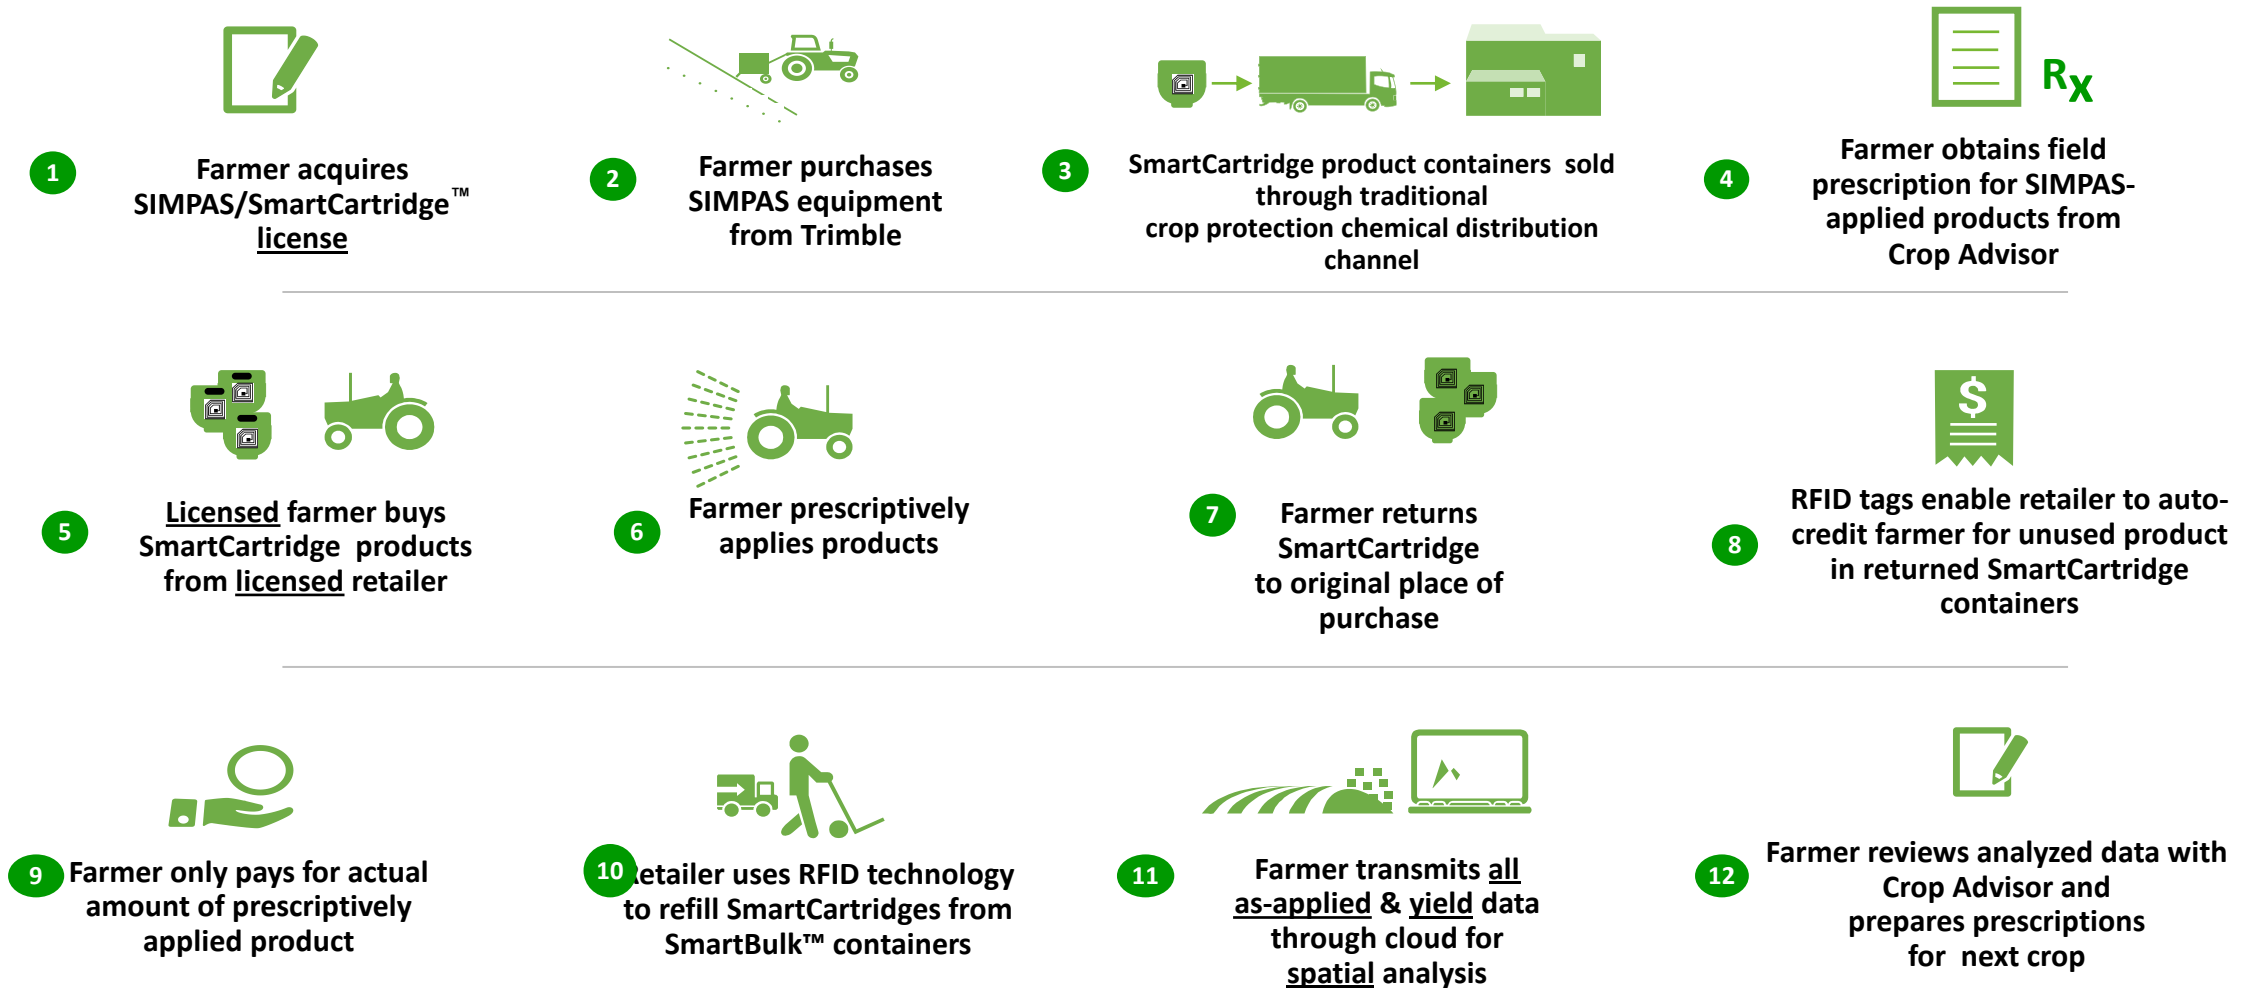 Rx
1
Farmer acquires
SIMPAS/SmartCartridge™
license
2
Farmer purchases
SIMPAS equipment
from Trimble
3
SmartCartridge product containers sold
through traditional
crop protection chemical distribution
channel
4
Farmer obtains field
prescription for SIMPAS-
applied products from
Crop Advisor
$
5
Licensed farmer buys
SmartCartridge products
from licensed retailer
6
Farmer prescriptively
applies products
7
Farmer returns
SmartCartridge
to original place of
purchase
8
RFID tags enable retailer to auto-
credit farmer for unused product
in returned SmartCartridge
containers
9
Farmer only pays for actual
amount of prescriptively
applied product
10
Retailer uses RFID technology
to refill SmartCartridges from
SmartBulk™ containers
11
Farmer transmits all
as-applied & yield data
through cloud for
spatial analysis
12
Farmer reviews analyzed data with
Crop Advisor and
prepares prescriptions
for next crop